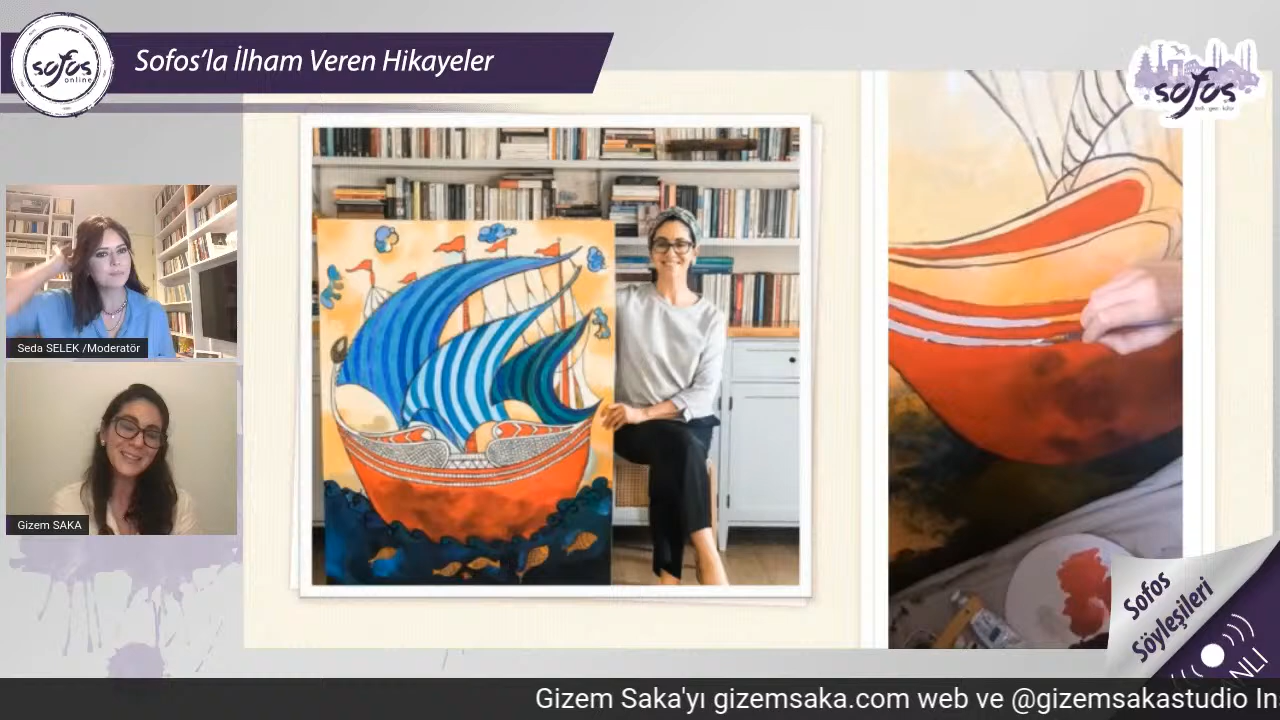 sofos
online
Sofos'la İlham Veren Hikayeler
sofos
Seda SELEK /Moderatör
Gizem SAKA
Sofos
Söyleşileri
Gizem Saka'yı gizemsaka.com web ve @gizemsakastudio In